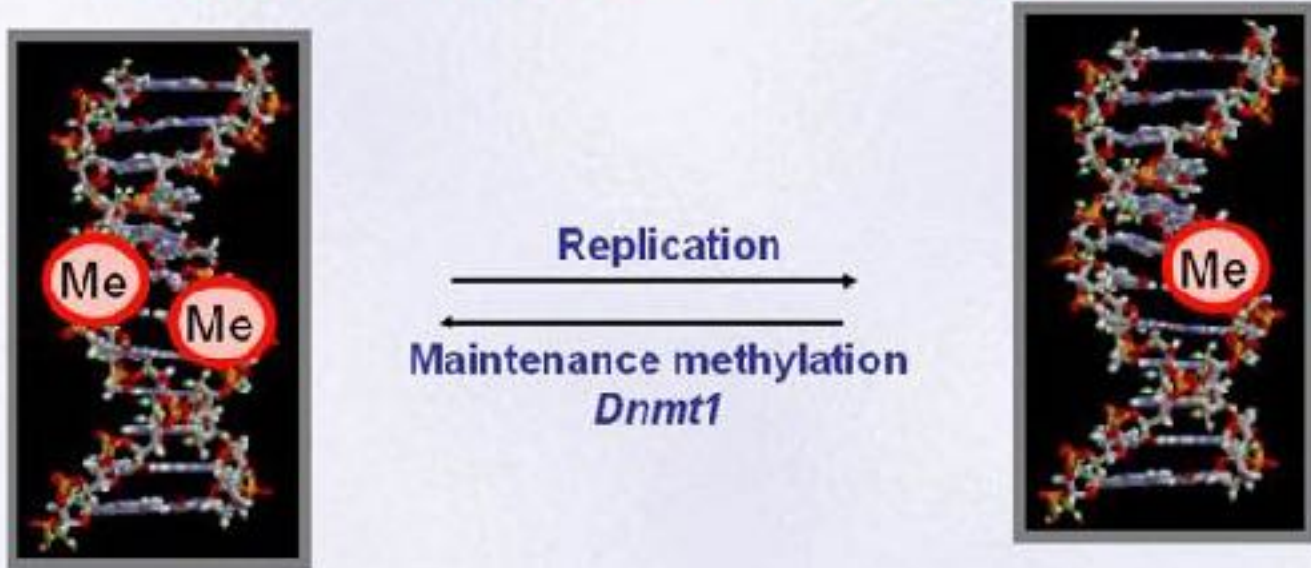 Me
Me
Replication
Maintenance methylation
Dnmt1
Me